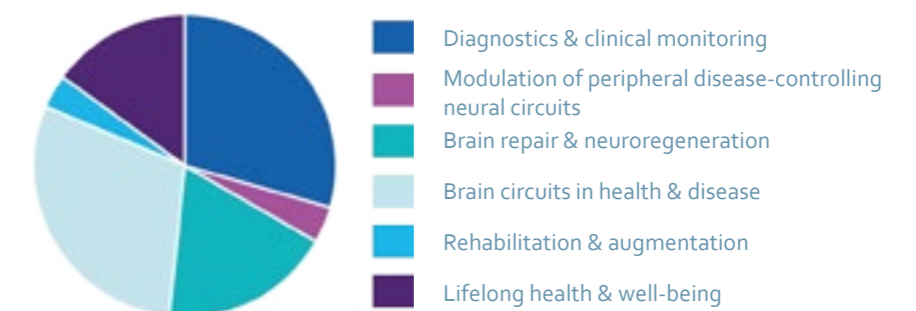 Diagnostics & clinical monitoring
Modulation of peripheral disease-controlling
neural circuits
Brain repair & neuroregeneration
Brain circuits in health & disease
Rehabilitation & augmentation
Lifelong health & well-being